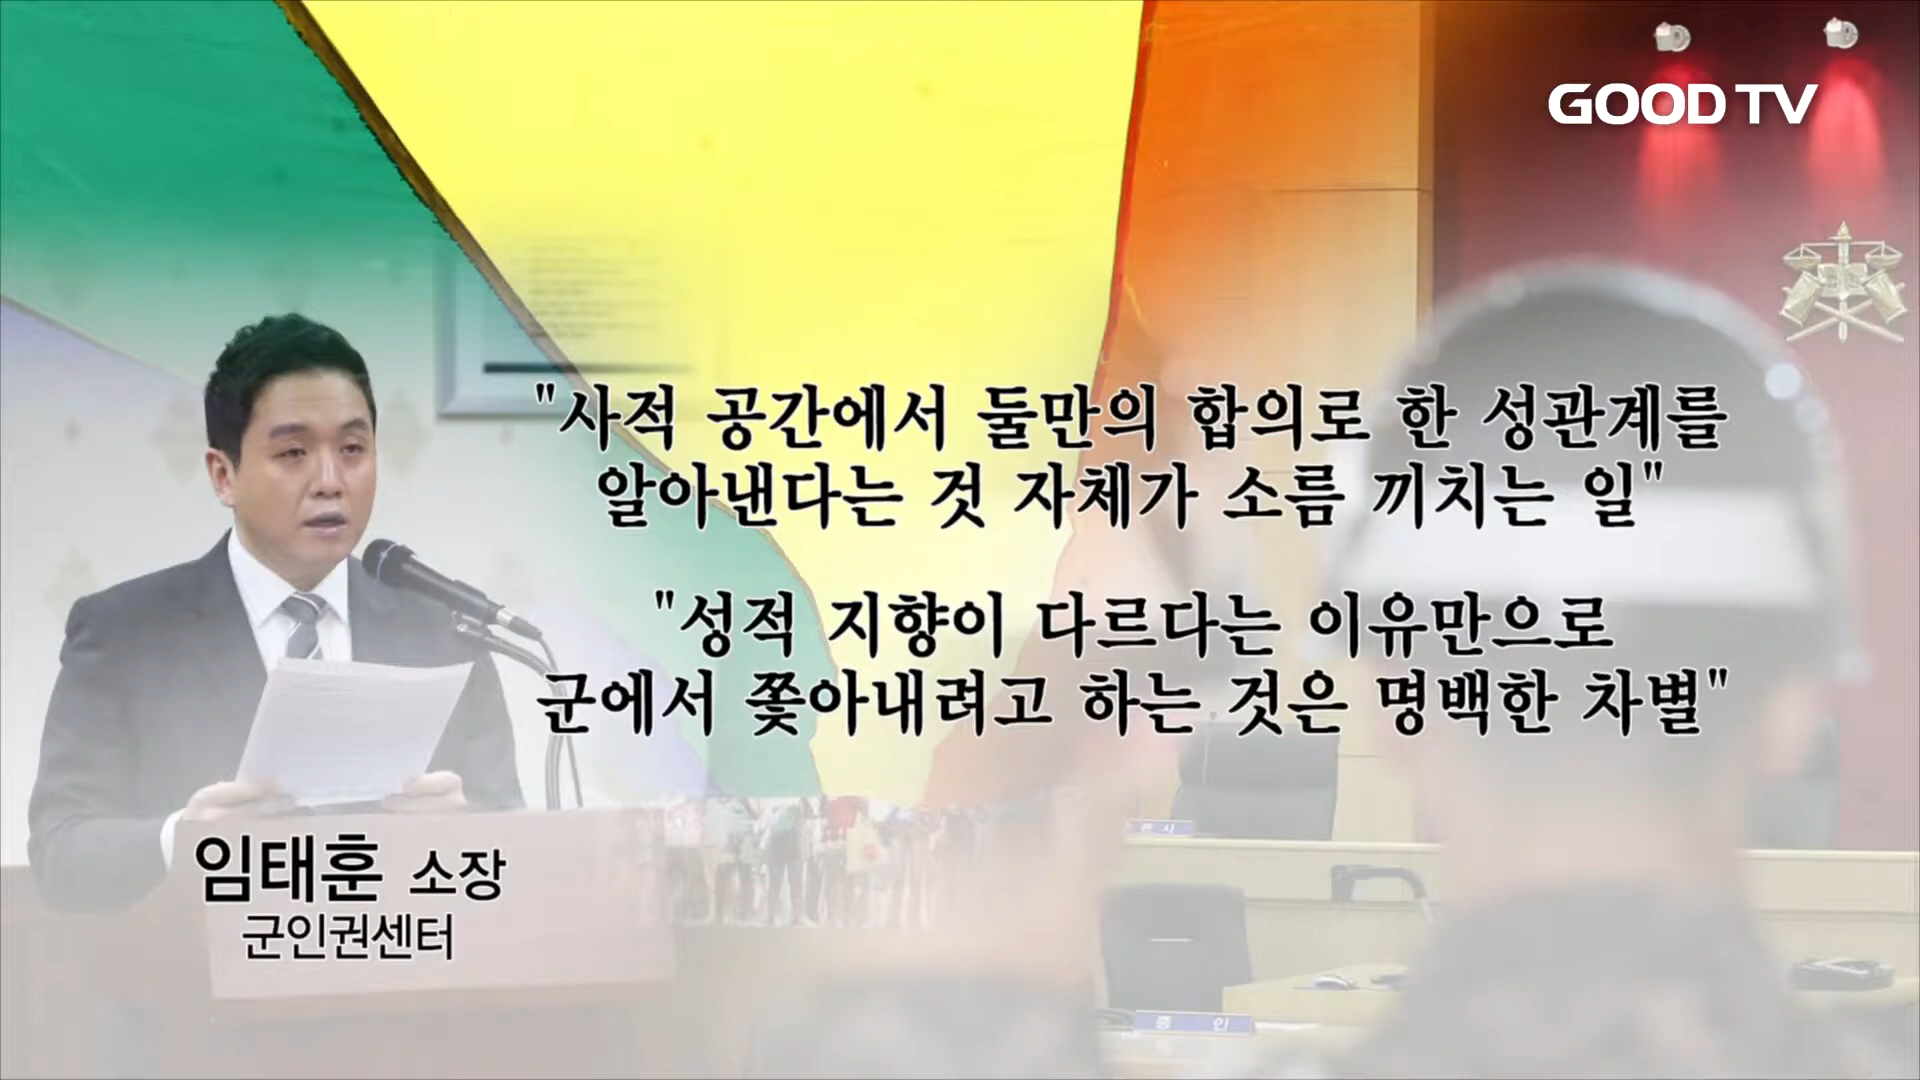 GOOD TV
"사적 공간에서 둘만의 합의로 한 성관계를
알아낸다는 것 자체가 소름 끼치는 일"
"성적 지향이 다르다는 이유만으로
군에서 쫓아내려고 하는 것은 명백한 차별"
임태훈 소장
군인권센터
증 인